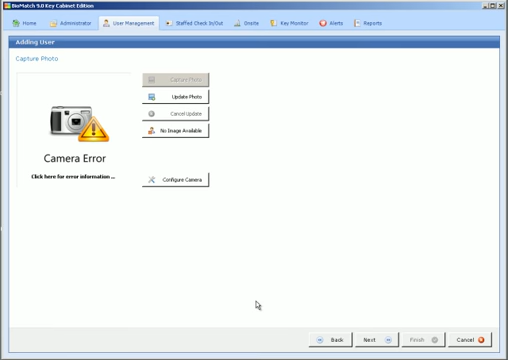 BioMatch 9.0 Key Cabinet Edition
Home Administrator User Management Staffed Check In/Out Onsite Key Monitor Alerts Reports
Adding User
Capture Photo
Capture Photo
Update Photo
Cancel Update
No Image Available
Camera Error
Click here for error information ...
Configure Camera
Back Next Finish Cancel